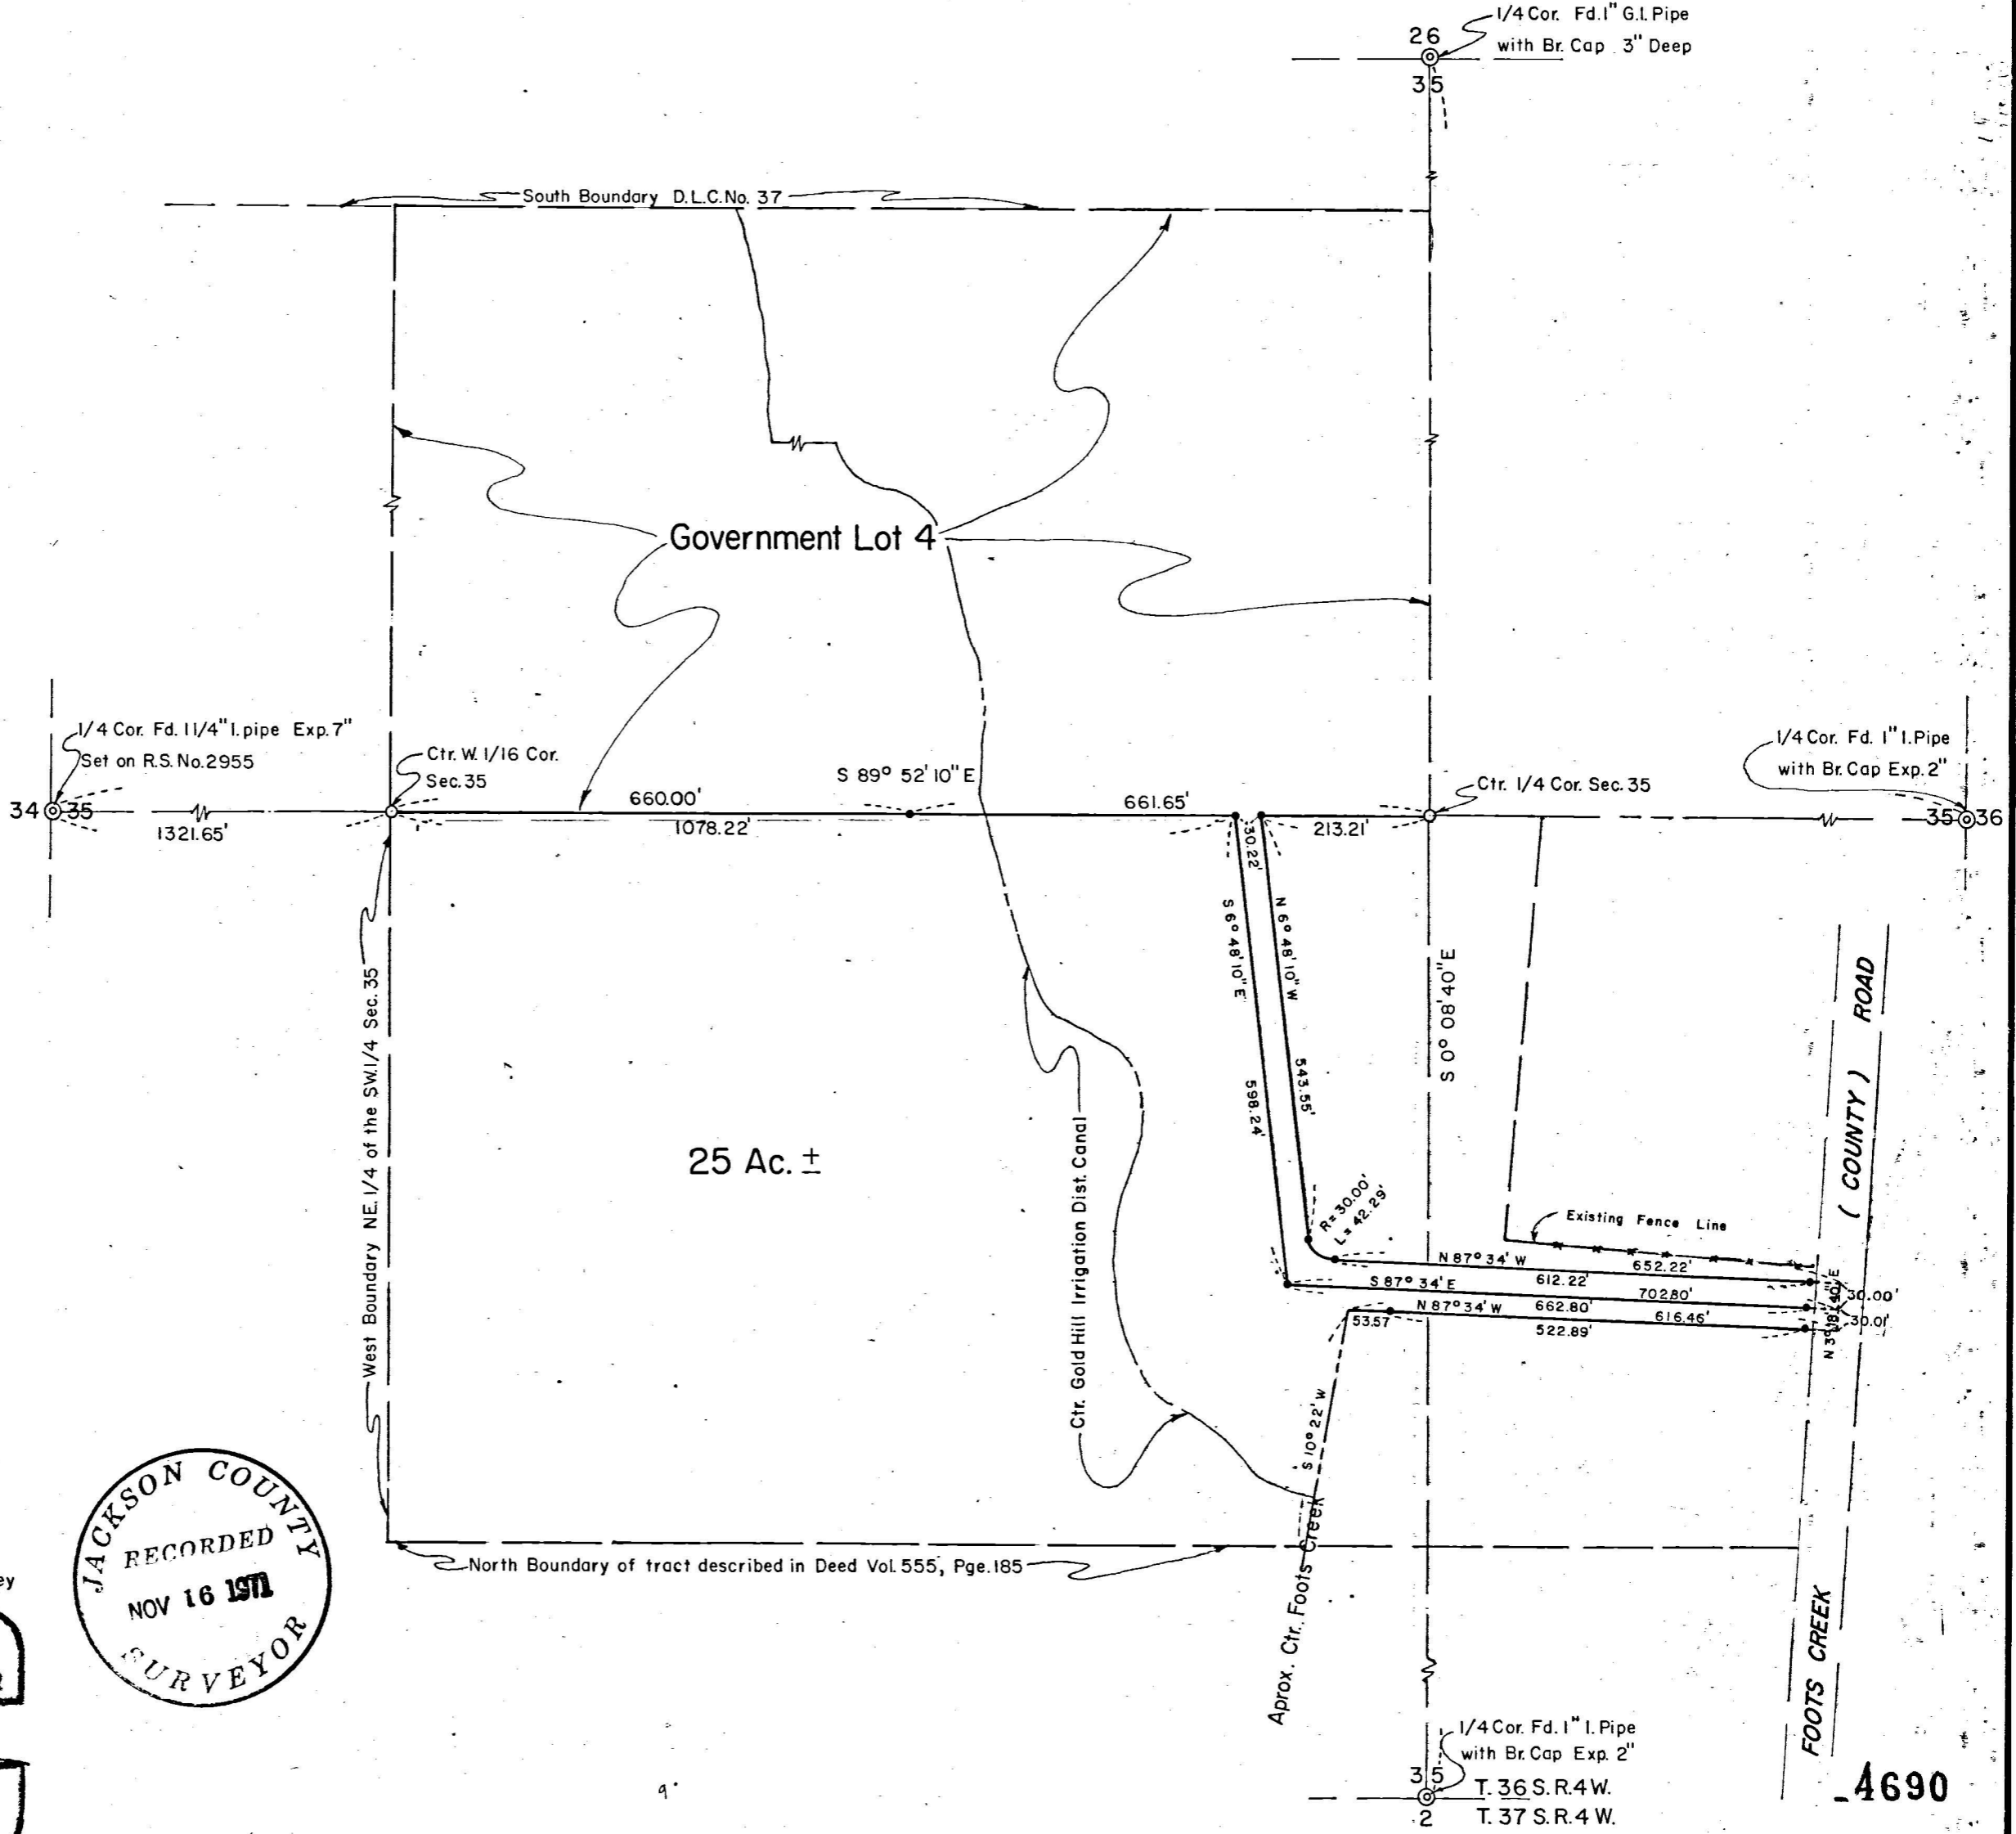 1/4 Cor. Fd. 1" G.I. Pipe
with Br. Cap 3" Deep
26
35
South Boundary D.L.C. No. 37
Government Lot 4
1/4 Cor. Fd. 1 1/4" I. pipe Exp. 7"
Set on R.S. No. 2955
34
35
1321.65'
Ctr. W. 1/16 Cor.
Sec. 35
660.00'
1078.22'
S 89° 52' 10" E
661.65'
30.22'
213.21'
Ctr. 1/4 Cor. Sec. 35
1/4 Cor. Fd. 1" I. Pipe
with Br. Cap Exp. 2"
35
36
West Boundary NE. 1/4 of the SW. 1/4 Sec. 35
S 6° 48' 10" E
598.24'
N 6° 48' 10" W
543.55'
S 0° 08' 40" E
R = 30.00'
L = 42.29'
25 Ac. ±
Ctr. Gold Hill Irrigation Dist. Canal
Existing Fence Line
N 87° 34' W
652.22'
612.22'
S 87° 34' E
702.80'
662.80'
N 87° 34' W
616.46'
53.57
522.89'
30.00'
30.01'
S 10° 22' W
Aprox. Ctr. Foots Creek
FOOTS CREEK ( COUNTY ) ROAD
North Boundary of tract described in Deed Vol. 555, Pge. 185
JACKSON COUNTY
RECORDED
NOV 16 1971
SURVEYOR
ey
1/4 Cor. Fd. 1" I. Pipe
with Br. Cap Exp. 2"
35
2
T. 36 S. R. 4 W.
T. 37 S. R. 4 W.
4690